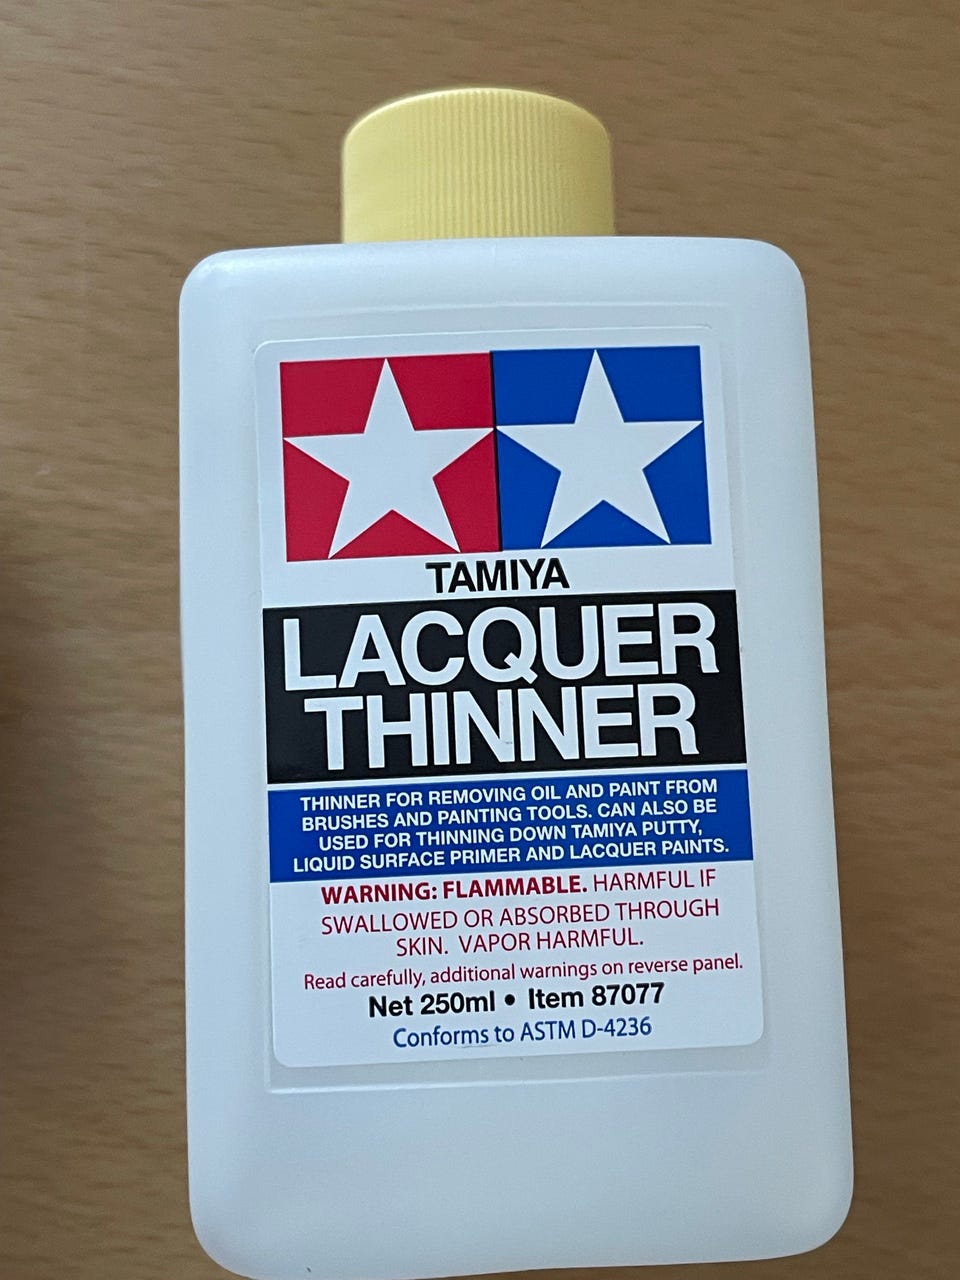 TAMIYA
LACQUER
THINNER
THINNER FOR REMOVING OIL AND PAINT FROM
BRUSHES AND PAINTING TOOLS. CAN ALSO BE
USED FOR THINNING DOWN TAMIYA PUTTY,
LIQUID SURFACE PRIMER AND LACQUER PAINTS.
WARNING: FLAMMABLE. HARMFUL IF
SWALLOWED OR ABSORBED THROUGH
SKIN. VAPOR HARMFUL.
Read carefully, additional warnings on reverse panel.
Net 250ml • Item 87077
Conforms to ASTM D-4236